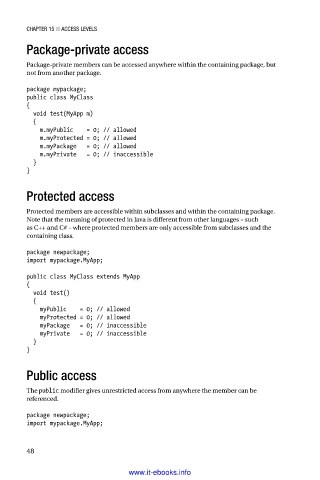 CHAPTER 15 ■ ACCESS LEVELS
Package-private access
Package-private members can be accessed anywhere within the containing package, but
not from another package.
package mypackage;
public class MyClass
{
  void test(MyApp m)
  {
    m.myPublic    = 0; // allowed
    m.myProtected = 0; // allowed
    m.myPackage   = 0; // allowed
    m.myPrivate   = 0; // inaccessible
  }
}
Protected access
Protected members are accessible within subclasses and within the containing package.
Note that the meaning of protected in Java is different from other languages – such
as C++ and C# – where protected members are only accessible from subclasses and the
containing class.
package newpackage;
import mypackage.MyApp;
public class MyClass extends MyApp
{
  void test()
  {
    myPublic    = 0; // allowed
    myProtected = 0; // allowed
    myPackage   = 0; // inaccessible
    myPrivate   = 0; // inaccessible
  }
}
Public access
The public modifier gives unrestricted access from anywhere the member can be
referenced.
package newpackage;
import mypackage.MyApp;
48
www.it-ebooks.info